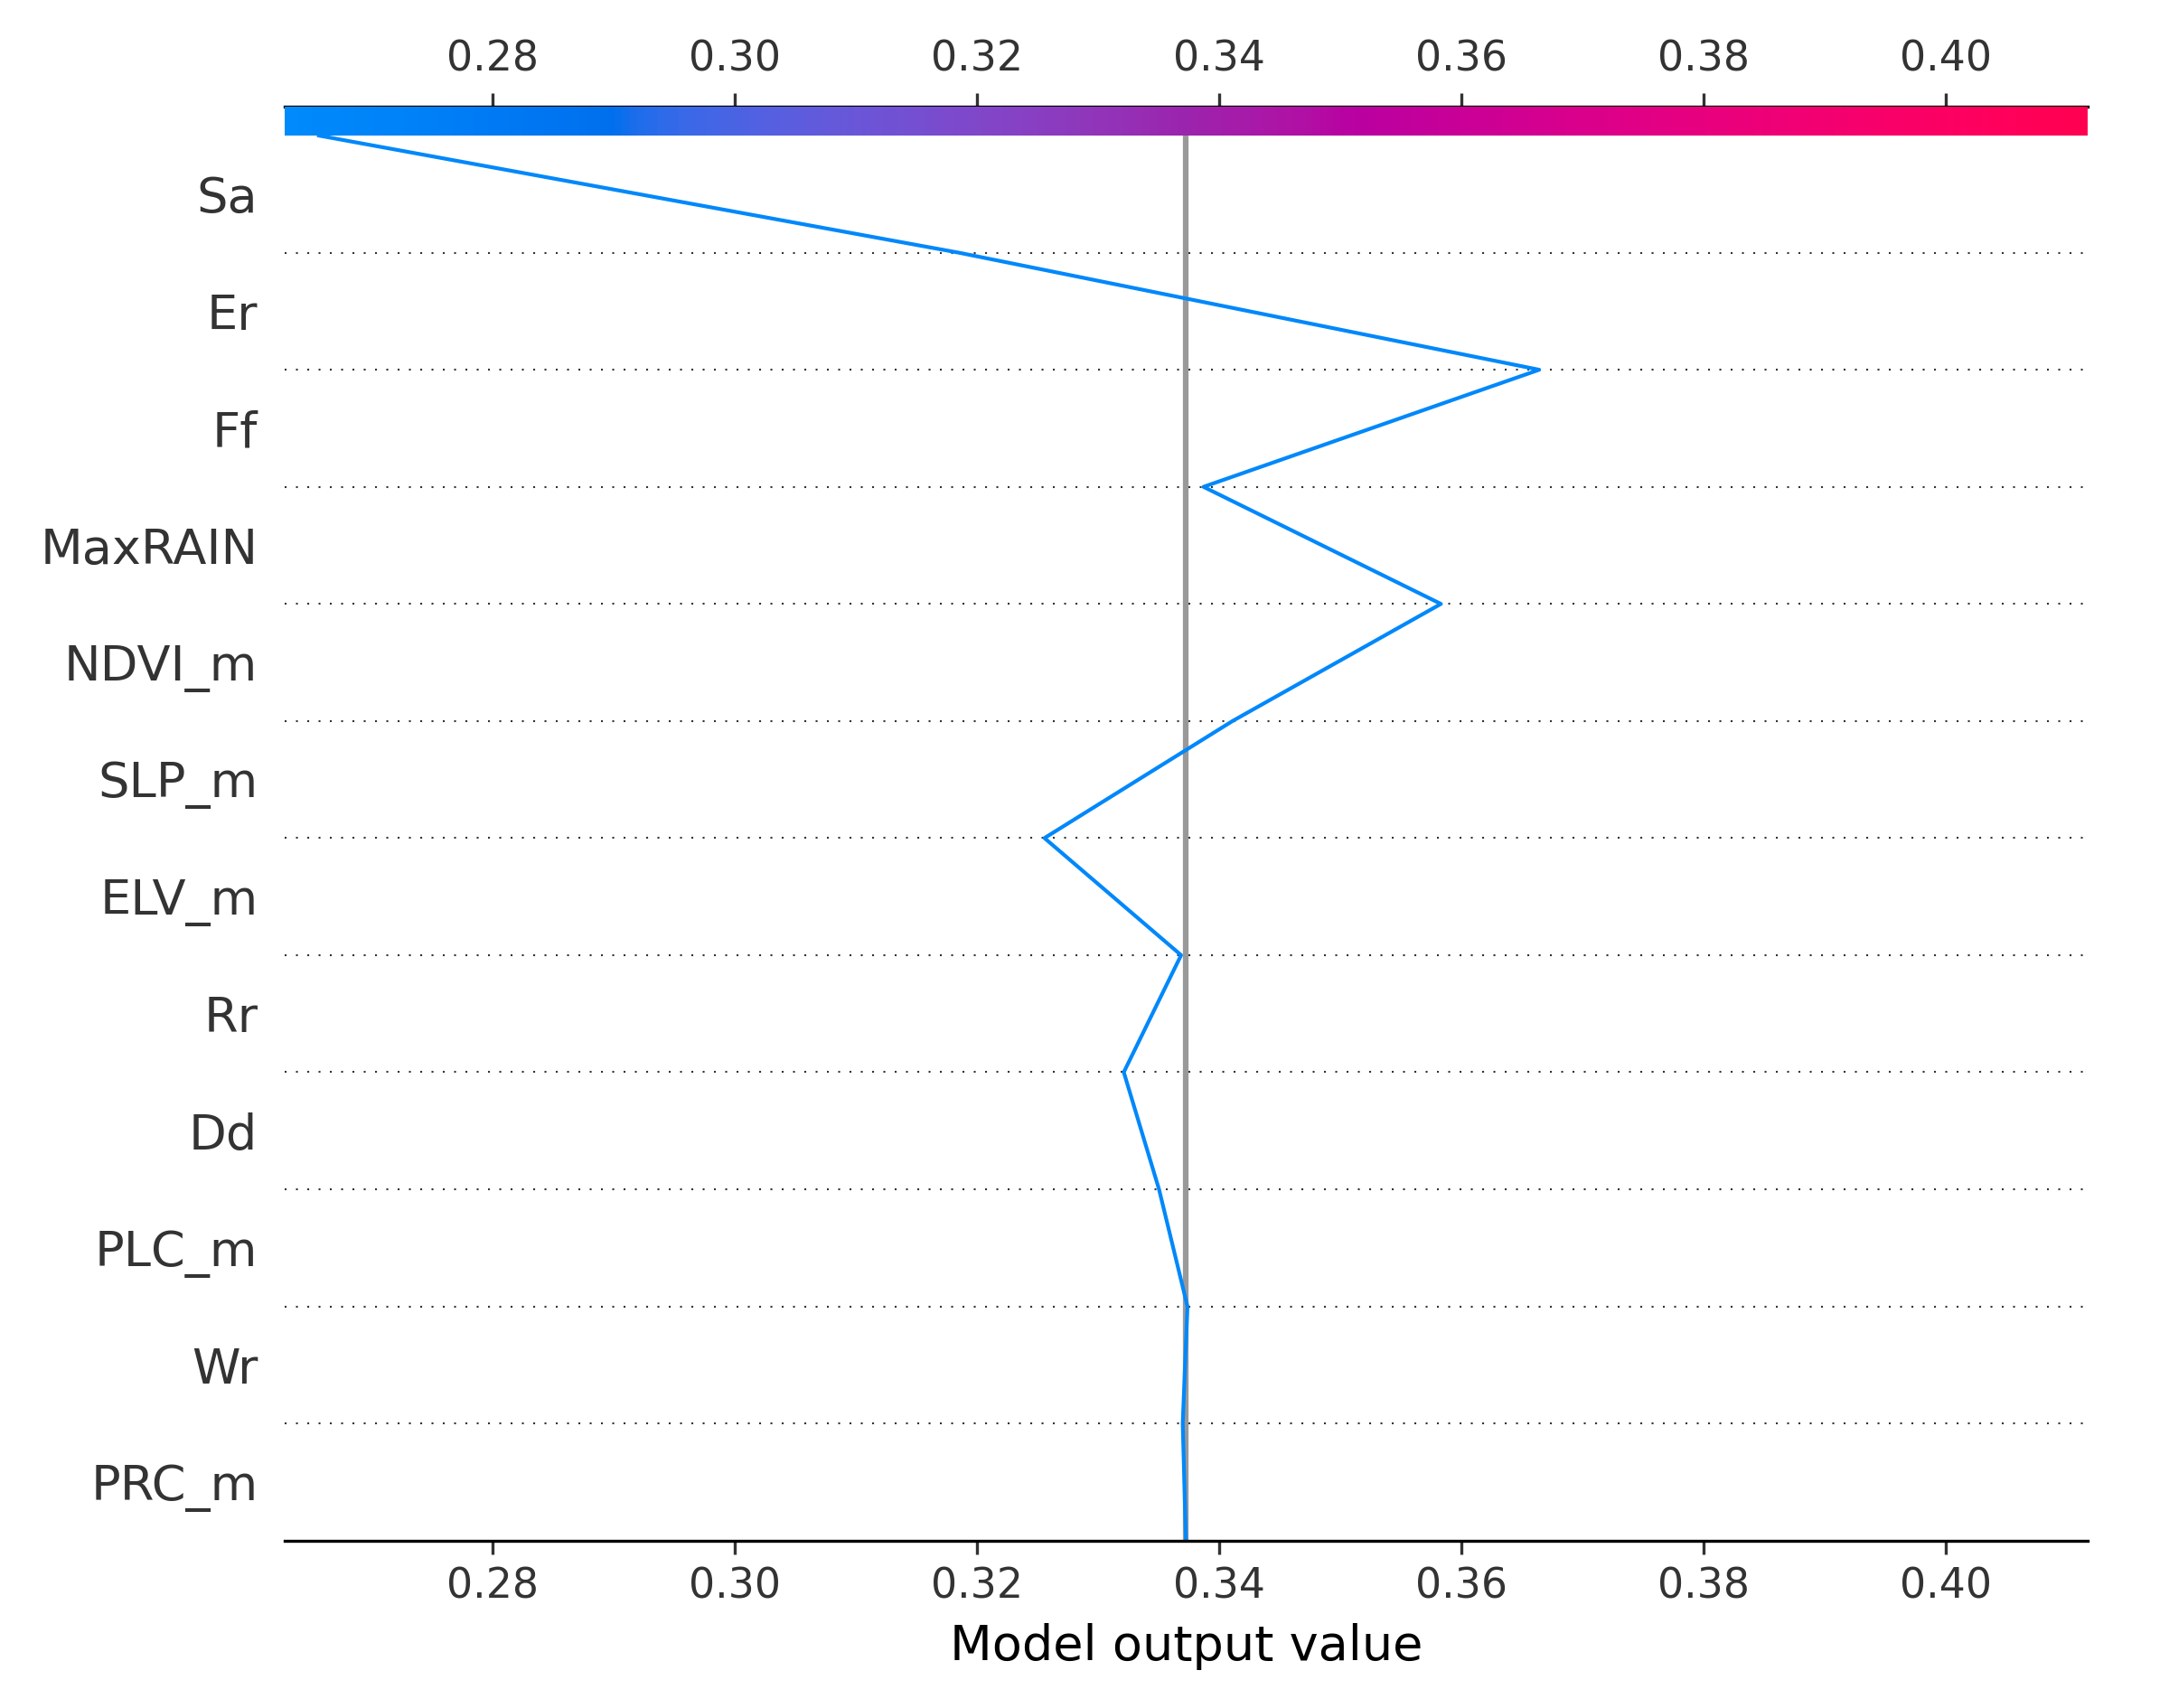 0.28 0.30 0.32 0.34 0.36 0.38 0.40
Sa
Er
Ff
MaxRAIN
NDVI_m
SLP_m
ELV_m
Rr
Dd
PLC_m
Wr
PRC_m
0.28 0.30 0.32 0.34 0.36 0.38 0.40
Model output value